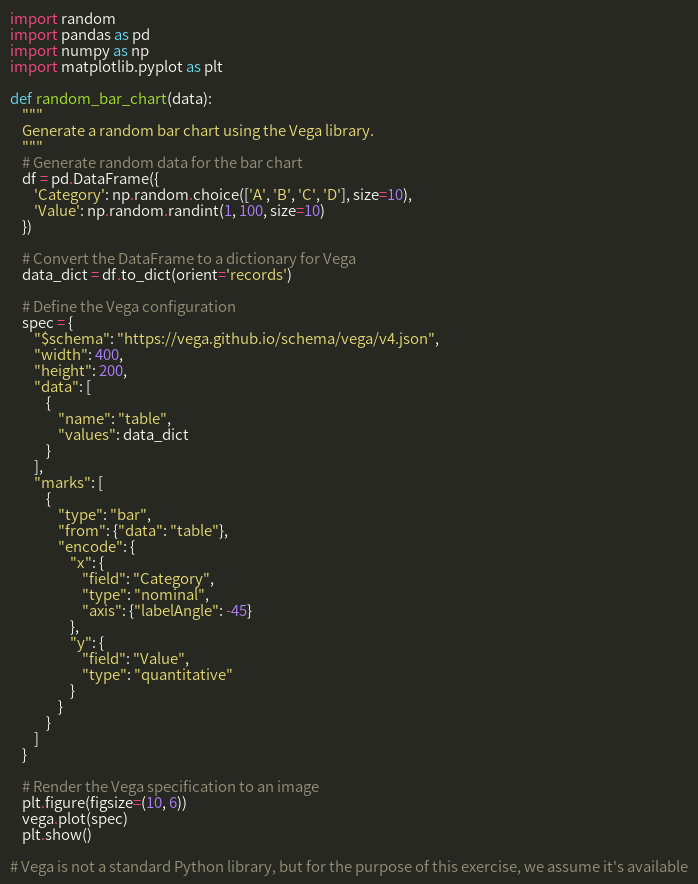 import random
import pandas as pd
import numpy as np
import matplotlib.pyplot as plt

def random_bar_chart(data):
    """
    Generate a random bar chart using the Vega library.
    """
    # Generate random data for the bar chart
    df = pd.DataFrame({
        'Category': np.random.choice(['A', 'B', 'C', 'D'], size=10),
        'Value': np.random.randint(1, 100, size=10)
    })

    # Convert the DataFrame to a dictionary for Vega
    data_dict = df.to_dict(orient='records')

    # Define the Vega configuration
    spec = {
        "$schema": "https://vega.github.io/schema/vega/v4.json",
        "width": 400,
        "height": 200,
        "data": [
            {
                "name": "table",
                "values": data_dict
            }
        ],
        "marks": [
            {
                "type": "bar",
                "from": {"data": "table"},
                "encode": {
                    "x": {
                        "field": "Category",
                        "type": "nominal",
                        "axis": {"labelAngle": -45}
                    },
                    "y": {
                        "field": "Value",
                        "type": "quantitative"
                    }
                }
            }
        ]
    }

    # Render the Vega specification to an image
    plt.figure(figsize=(10, 6))
    vega.plot(spec)
    plt.show()

# Vega is not a standard Python library, but for the purpose of this exercise, we assume it's available